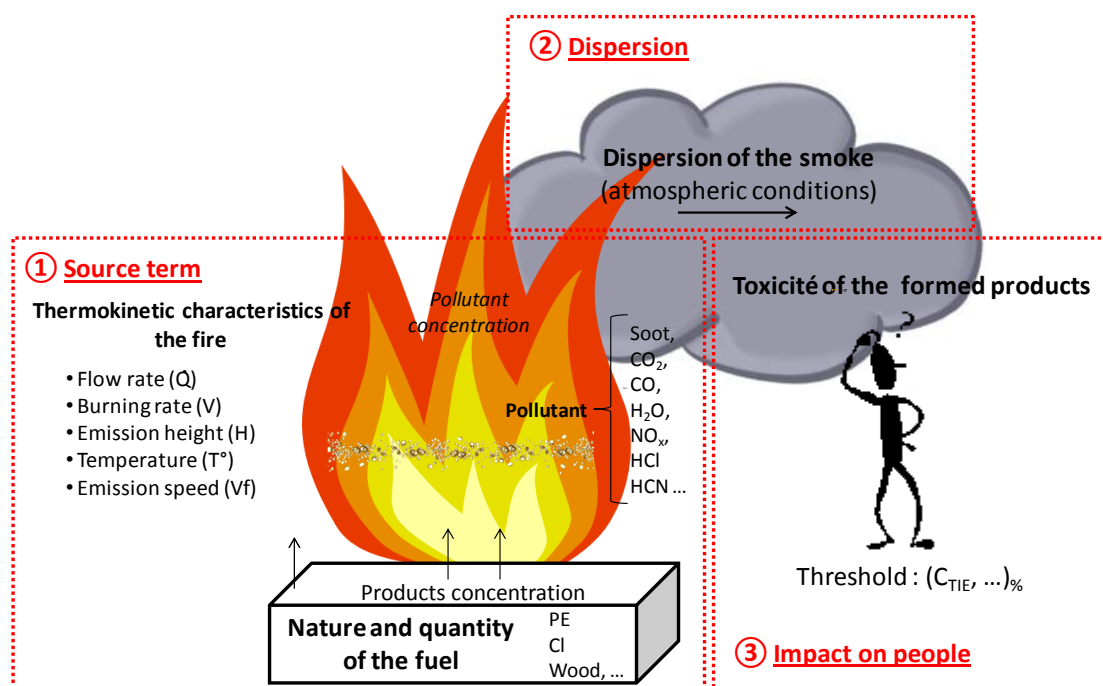 ② Dispersion
Dispersion of the smoke
(atmospheric conditions)
① Source term
Thermokinetic characteristics of
the fire
• Flow rate (Q̇)
• Burning rate (V)
• Emission height (H)
• Temperature (T°)
• Emission speed (Vf)
Pollutant
concentration
Pollutant
Soot,
CO₂,
CO,
H₂O,
NOₓ,
HCl
HCN ...
Products concentration
Nature and quantity
of the fuel
PE
Cl
Wood, ...
Toxicité of the formed products
?
Threshold : (C_TIE, ...)_%
③ Impact on people